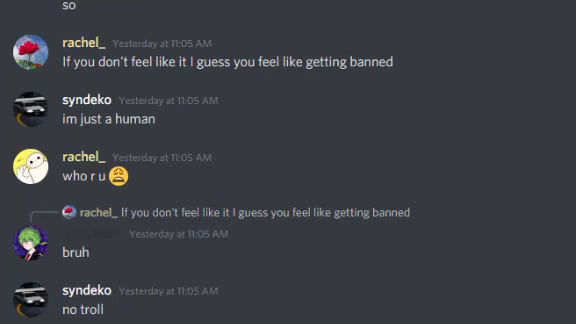 so
rachel_ Yesterday at 11:05 AM
If you don't feel like it I guess you feel like getting banned
syndeko Yesterday at 11:05 AM
im just a human
rachel_ Yesterday at 11:05 AM
who r u 😩
rachel_ If you don't feel like it I guess you feel like getting banned
Yesterday at 11:05 AM
bruh
syndeko Yesterday at 11:05 AM
no troll